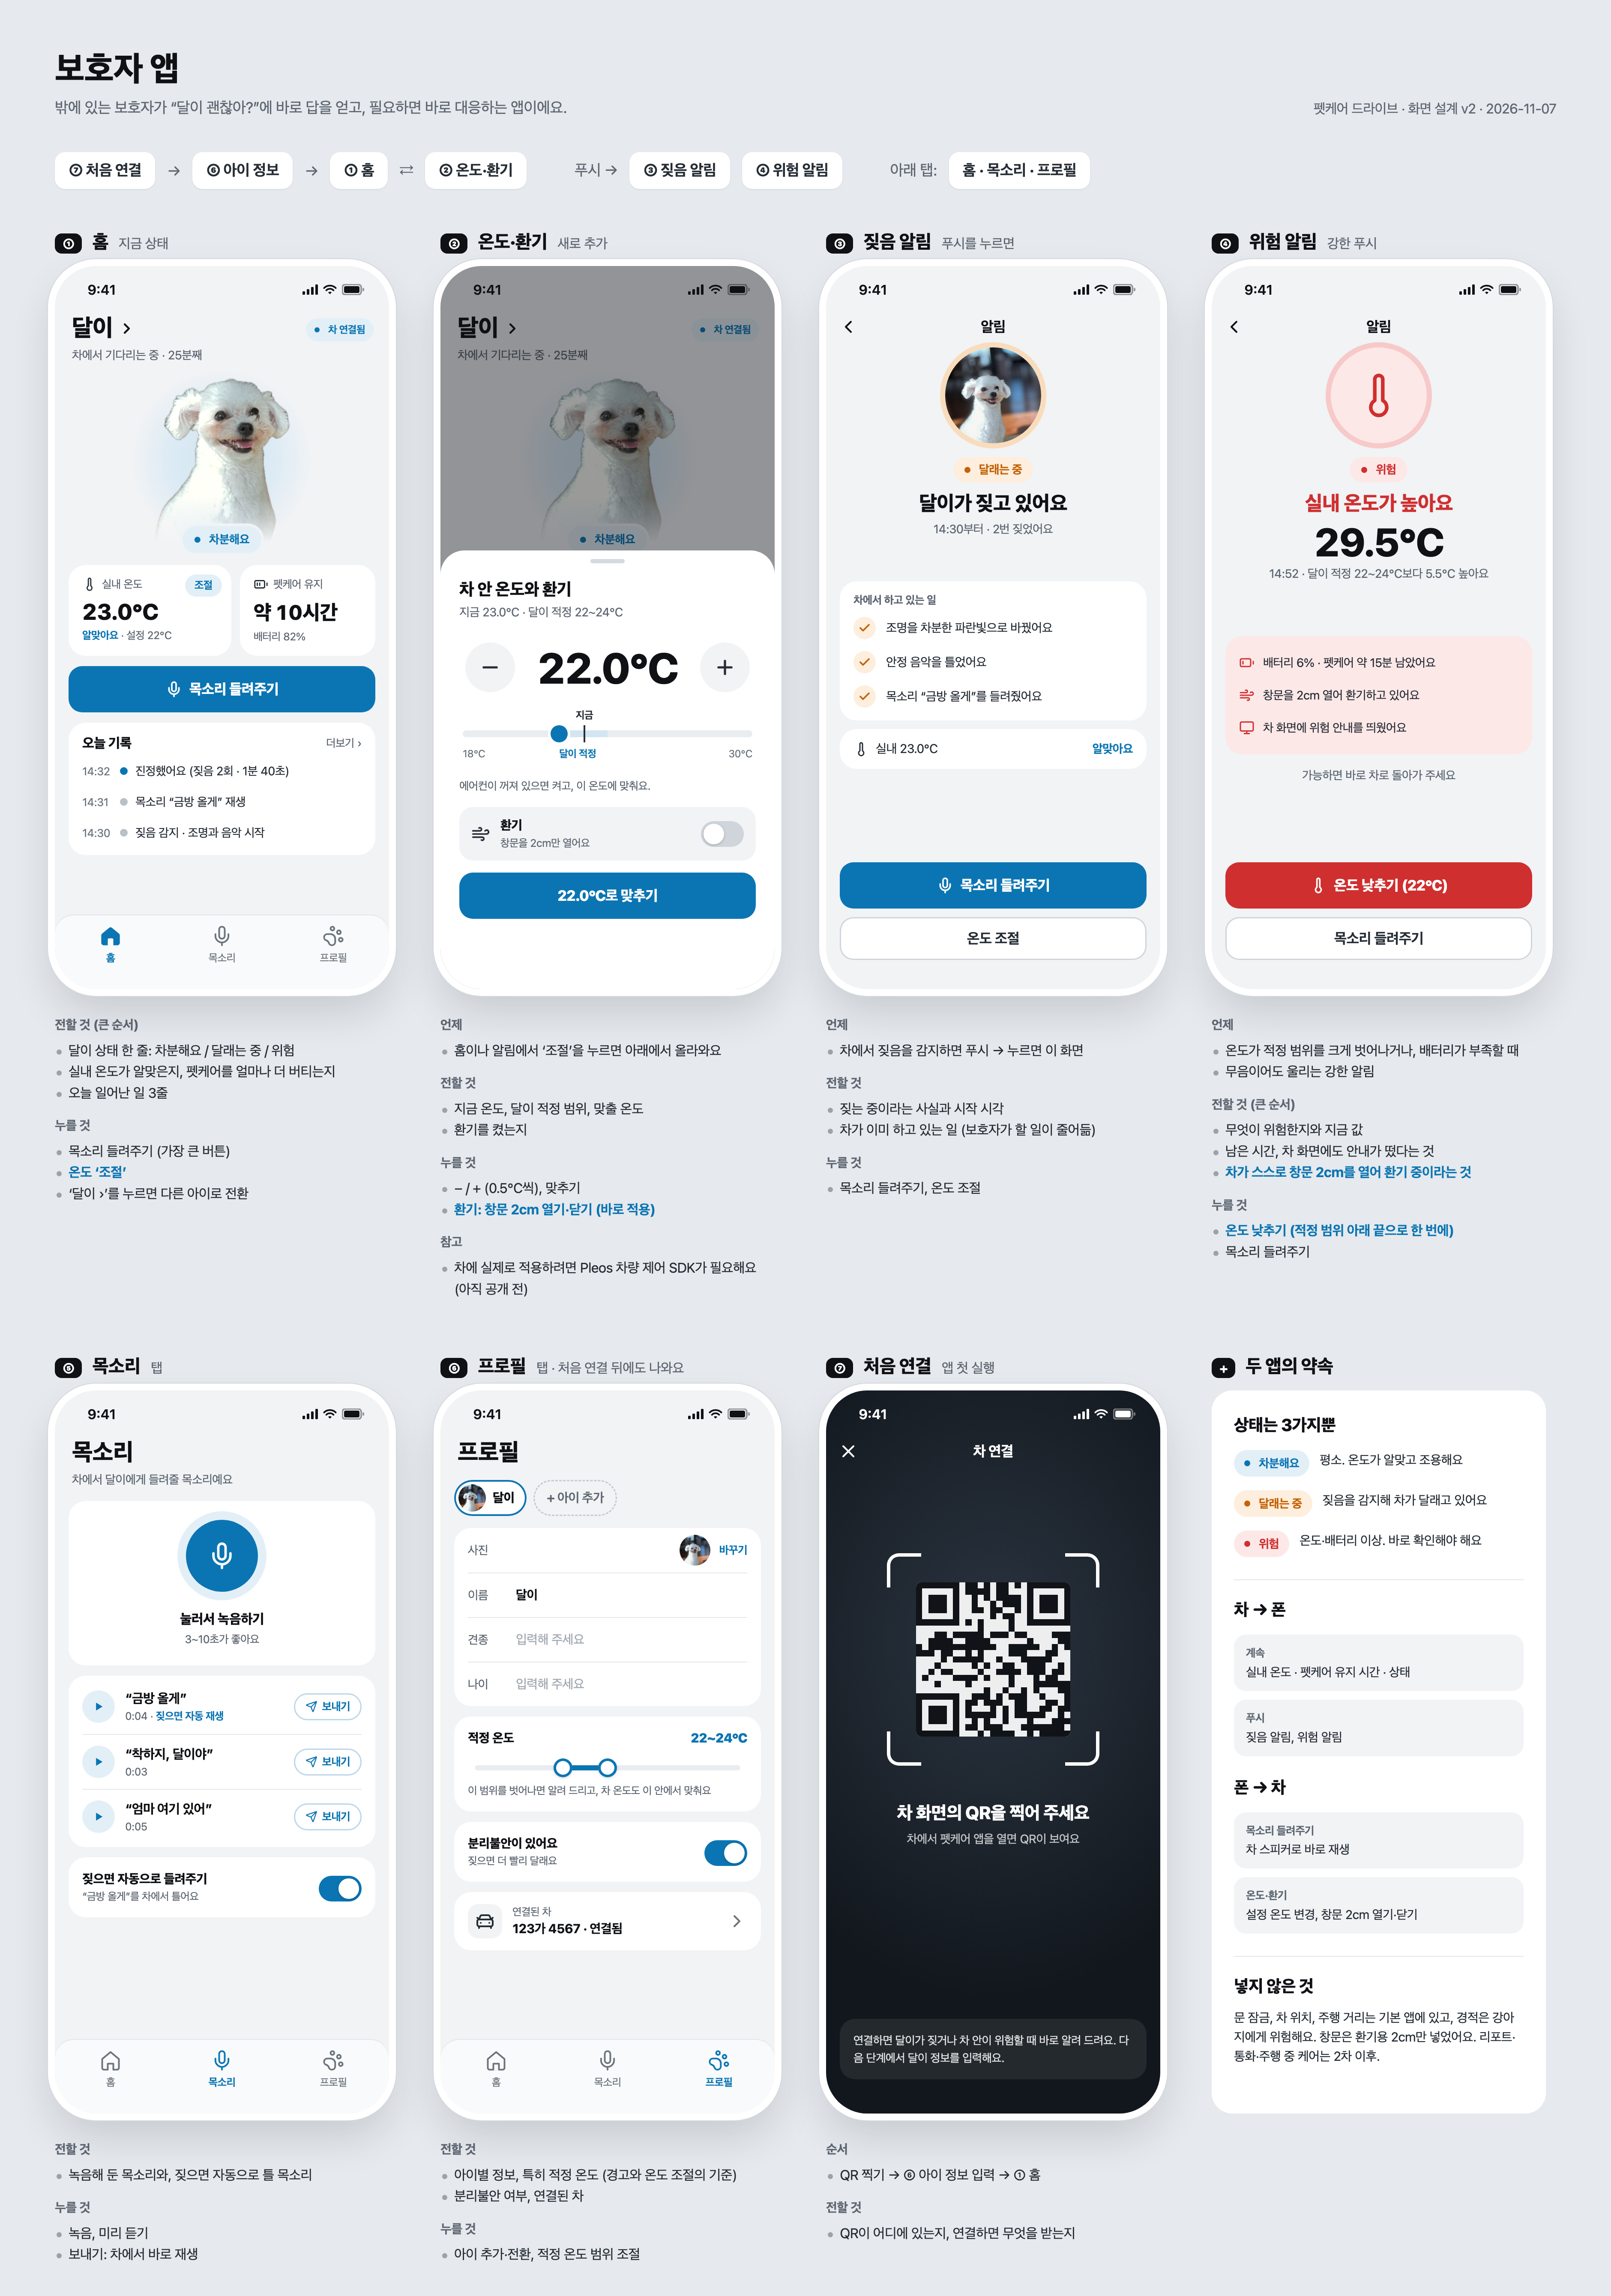 보호자 앱
밖에 있는 보호자가 “달이 괜찮아?”에 바로 답을 얻고, 필요하면 바로 대응하는 앱이에요.
펫케어 드라이브 · 화면 설계 v2 · 2026-11-07
⑦ 처음 연결 → ⑥ 아이 정보 → ① 홈 ⇄ ② 온도·환기 푸시 → ③ 짖음 알림 ④ 위험 알림 아래 탭: 홈 · 목소리 · 프로필
① 홈 지금 상태
9:41
달이 ›
차 연결됨
차에서 기다리는 중 · 25분째
차분해요
실내 온도
조절
23.0°C
알맞아요 · 설정 22°C
펫케어 유지
약 10시간
배터리 82%
목소리 들려주기
오늘 기록
더보기 ›
14:32 진정했어요 (짖음 2회 · 1분 40초)
14:31 목소리 “금방 올게” 재생
14:30 짖음 감지 · 조명과 음악 시작
홈
목소리
프로필
전할 것 (큰 순서)
달이 상태 한 줄: 차분해요 / 달래는 중 / 위험
실내 온도가 알맞은지, 펫케어를 얼마나 더 버티는지
오늘 일어난 일 3줄
누를 것
목소리 들려주기 (가장 큰 버튼)
온도 ‘조절’
‘달이 ›’를 누르면 다른 아이로 전환
② 온도·환기 새로 추가
9:41
달이 ›
차 연결됨
차에서 기다리는 중 · 25분째
차분해요
차 안 온도와 환기
지금 23.0°C · 달이 적정 22~24°C
− 22.0°C +
지금
18°C
달이 적정
30°C
에어컨이 꺼져 있으면 켜고, 이 온도에 맞춰요.
환기
창문을 2cm만 열어요
22.0°C로 맞추기
언제
홈이나 알림에서 ‘조절’을 누르면 아래에서 올라와요
전할 것
지금 온도, 달이 적정 범위, 맞출 온도
환기를 켰는지
누를 것
− / + (0.5°C씩), 맞추기
환기: 창문 2cm 열기·닫기 (바로 적용)
참고
차에 실제로 적용하려면 Pleos 차량 제어 SDK가 필요해요
(아직 공개 전)
③ 짖음 알림 푸시를 누르면
9:41
알림
달래는 중
달이가 짖고 있어요
14:30부터 · 2번 짖었어요
차에서 하고 있는 일
조명을 차분한 파란빛으로 바꿨어요
안정 음악을 틀었어요
목소리 “금방 올게”를 들려줬어요
실내 23.0°C
알맞아요
목소리 들려주기
온도 조절
언제
차에서 짖음을 감지하면 푸시 → 누르면 이 화면
전할 것
짖는 중이라는 사실과 시작 시각
차가 이미 하고 있는 일 (보호자가 할 일이 줄어듦)
누를 것
목소리 들려주기, 온도 조절
④ 위험 알림 강한 푸시
9:41
알림
위험
실내 온도가 높아요
29.5°C
14:52 · 달이 적정 22~24°C보다 5.5°C 높아요
배터리 6% · 펫케어 약 15분 남았어요
창문을 2cm 열어 환기하고 있어요
차 화면에 위험 안내를 띄웠어요
가능하면 바로 차로 돌아가 주세요
온도 낮추기 (22°C)
목소리 들려주기
언제
온도가 적정 범위를 크게 벗어나거나, 배터리가 부족할 때
무음이어도 울리는 강한 알림
전할 것 (큰 순서)
무엇이 위험한지와 지금 값
남은 시간, 차 화면에도 안내가 떴다는 것
차가 스스로 창문 2cm를 열어 환기 중이라는 것
누를 것
온도 낮추기 (적정 범위 아래 끝으로 한 번에)
목소리 들려주기
⑤ 목소리 탭
9:41
목소리
차에서 달이에게 들려줄 목소리예요
눌러서 녹음하기
3~10초가 좋아요
“금방 올게”
0:04 · 짖으면 자동 재생
보내기
“착하지, 달이야”
0:03
보내기
“엄마 여기 있어”
0:05
보내기
짖으면 자동으로 들려주기
“금방 올게”를 차에서 틀어요
홈
목소리
프로필
전할 것
녹음해 둔 목소리와, 짖으면 자동으로 틀 목소리
누를 것
녹음, 미리 듣기
보내기: 차에서 바로 재생
⑥ 프로필 탭 · 처음 연결 뒤에도 나와요
9:41
프로필
달이
+ 아이 추가
사진
바꾸기
이름 달이
견종 입력해 주세요
나이 입력해 주세요
적정 온도
22~24°C
이 범위를 벗어나면 알려 드리고, 차 온도도 이 안에서 맞춰요
분리불안이 있어요
짖으면 더 빨리 달래요
연결된 차
123가 4567 · 연결됨
홈
목소리
프로필
전할 것
아이별 정보, 특히 적정 온도 (경고와 온도 조절의 기준)
분리불안 여부, 연결된 차
누를 것
아이 추가·전환, 적정 온도 범위 조절
⑦ 처음 연결 앱 첫 실행
9:41
차 연결
차 화면의 QR을 찍어 주세요
차에서 펫케어 앱을 열면 QR이 보여요
연결하면 달이가 짖거나 차 안이 위험할 때 바로 알려 드려요. 다
음 단계에서 달이 정보를 입력해요.
순서
QR 찍기 → ⑥ 아이 정보 입력 → ① 홈
전할 것
QR이 어디에 있는지, 연결하면 무엇을 받는지
+ 두 앱의 약속
상태는 3가지뿐
차분해요 평소. 온도가 알맞고 조용해요
달래는 중 짖음을 감지해 차가 달래고 있어요
위험 온도·배터리 이상. 바로 확인해야 해요
차 → 폰
계속
실내 온도 · 펫케어 유지 시간 · 상태
푸시
짖음 알림, 위험 알림
폰 → 차
목소리 들려주기
차 스피커로 바로 재생
온도·환기
설정 온도 변경, 창문 2cm 열기·닫기
넣지 않은 것
문 잠금, 차 위치, 주행 거리는 기본 앱에 있고, 경적은 강아
지에게 위험해요. 창문은 환기용 2cm만 넣었어요. 리포트·
통화·주행 중 케어는 2차 이후.